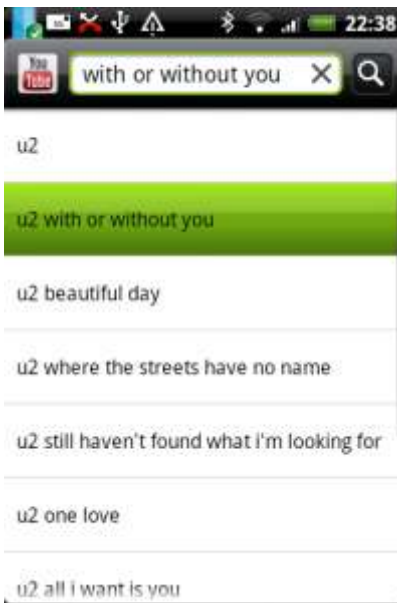 22:38
You
Tube
with or without you
u2
u2 with or without you
u2 beautiful day
u2 where the streets have no name
u2 still haven't found what i'm looking for
u2 one love
u2 all i want is you